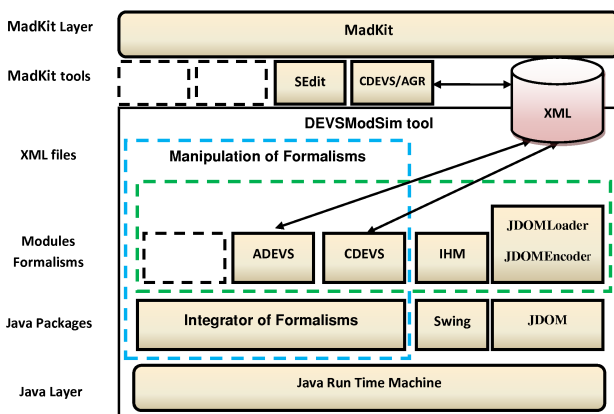 MadKit Layer
MadKit
MadKit tools
SEdit
CDEVS/AGR
XML
DEVSModSim tool
XML files
Manipulation of Formalisms
Modules
Formalisms
ADEVS
CDEVS
IHM
JDOMLoader
JDOMEncoder
Java Packages
Integrator of Formalisms
Swing
JDOM
Java Layer
Java Run Time Machine